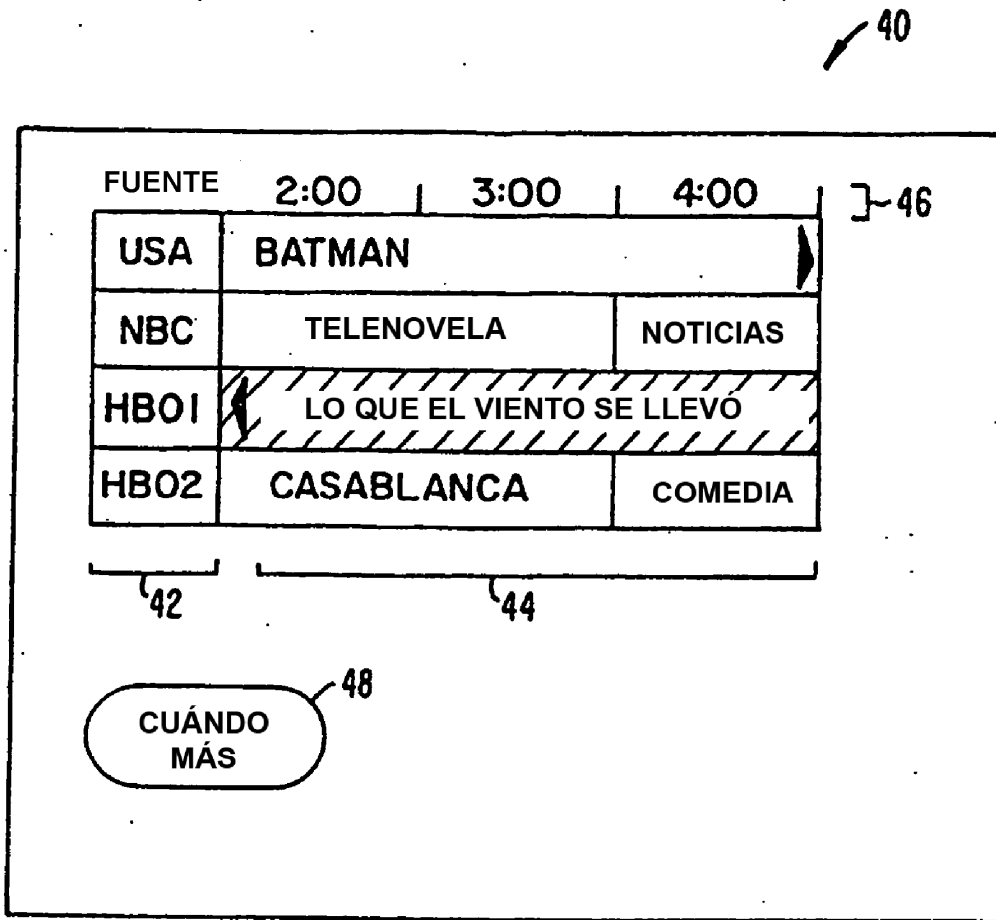 40
FUENTE 2:00 3:00 4:00 46
USA BATMAN
NBC TELENOVELA NOTICIAS
HBO1 LO QUE EL VIENTO SE LLEVÓ
HBO2 CASABLANCA COMEDIA
42 44
48
CUÁNDO
MÁS